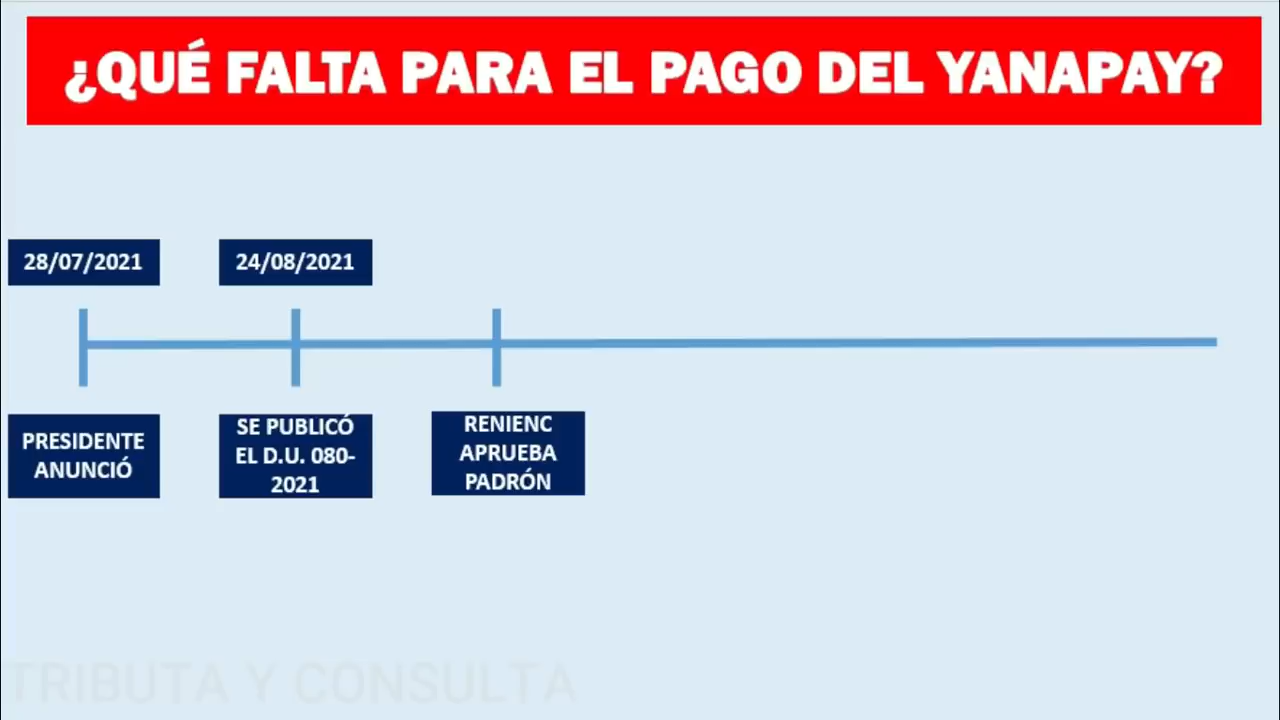 ¿QUÉ FALTA PARA EL PAGO DEL YANAPAY?
28/07/2021
24/08/2021
PRESIDENTE
ANUNCIÓ
SE PUBLICÓ
EL D.U. 080-
2021
RENIENC
APRUEBA
PADRÓN
TRIBUTA Y CONSULTA